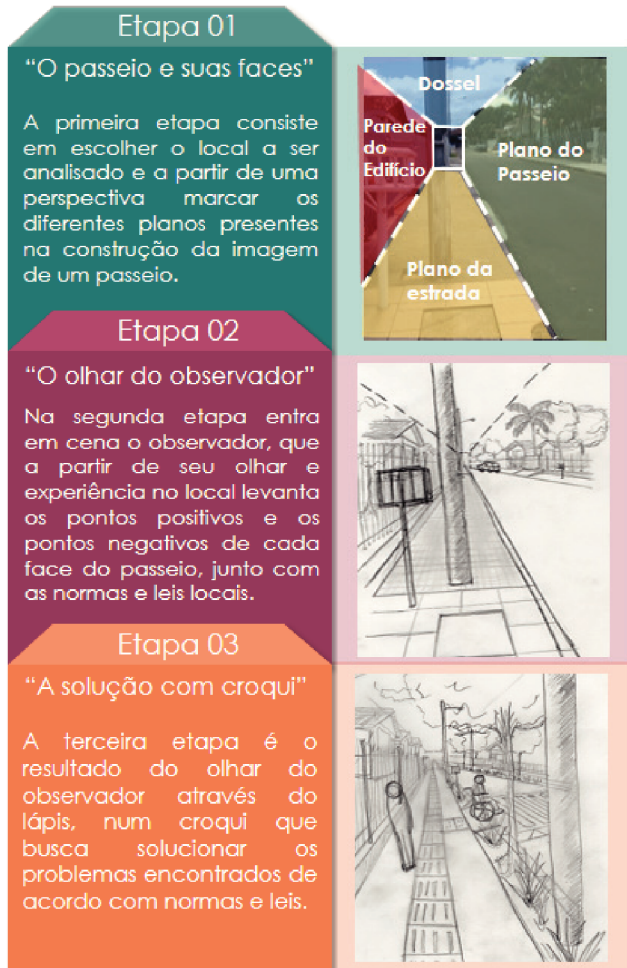 Etapa 01
“O passeio e suas faces”
A primeira etapa consiste
em escolher o local a ser
analisado e a partir de uma
perspectiva marcar os
diferentes planos presentes
na construção da imagem
de um passeio.
Dossel
Parede
do
Edifício
Plano do
Passeio
Plano da
estrada
Etapa 02
“O olhar do observador”
Na segunda etapa entra
em cena o observador, que
a partir de seu olhar e
experiência no local levanta
os pontos positivos e os
pontos negativos de cada
face do passeio, junto com
as normas e leis locais.
Etapa 03
“A solução com croqui”
A terceira etapa é o
resultado do olhar do
observador através do
lápis, num croqui que
busca solucionar os
problemas encontrados de
acordo com normas e leis.